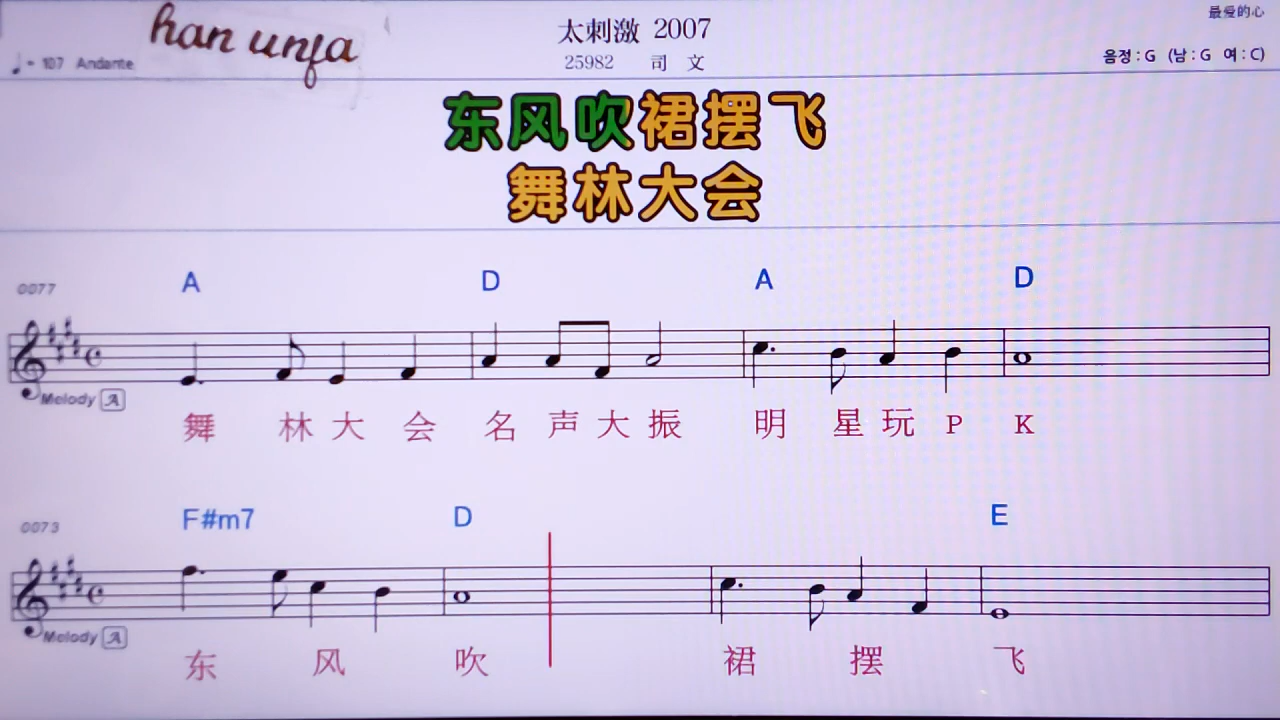 han unja
太刺激 2007
最爱的心
♩= 107 Andante
25982 司 文
음정 : G (남 : G 여 : C)
东风吹裙摆飞
舞林大会
0077
A D A D
Melody A
舞 林 大 会 名 声 大 振 明 星 玩 P K
0073
F#m7 D E
Melody A
东 风 吹 裙 摆 飞